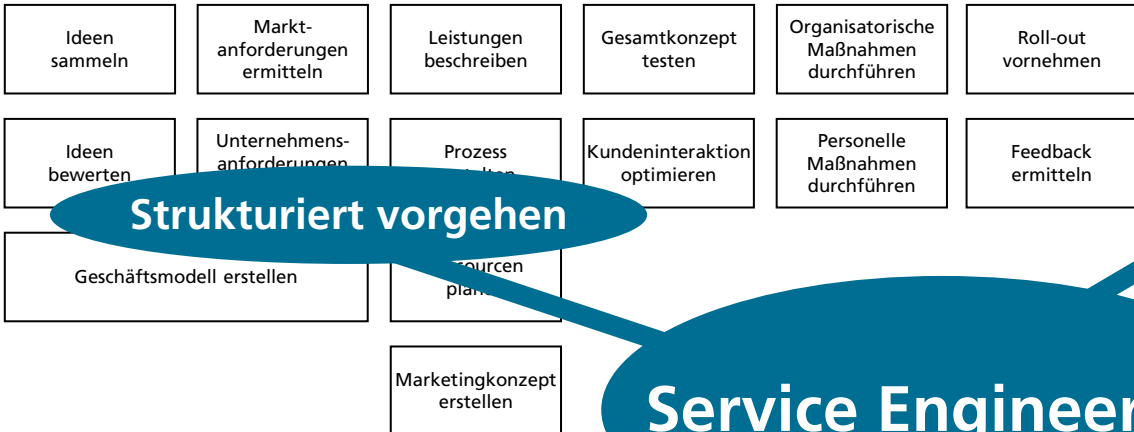 Ideen
sammeln
Markt-
anforderungen
ermitteln
Leistungen
beschreiben
Gesamtkonzept
testen
Organisatorische
Maßnahmen
durchführen
Roll-out
vornehmen
Ideen
bewerten
Unternehmens-
anforderungen
Prozess
Kundeninteraktion
optimieren
Personelle
Maßnahmen
durchführen
Feedback
ermitteln
Strukturiert vorgehen
Geschäftsmodell erstellen
Marketingkonzept
erstellen
Service Engineer